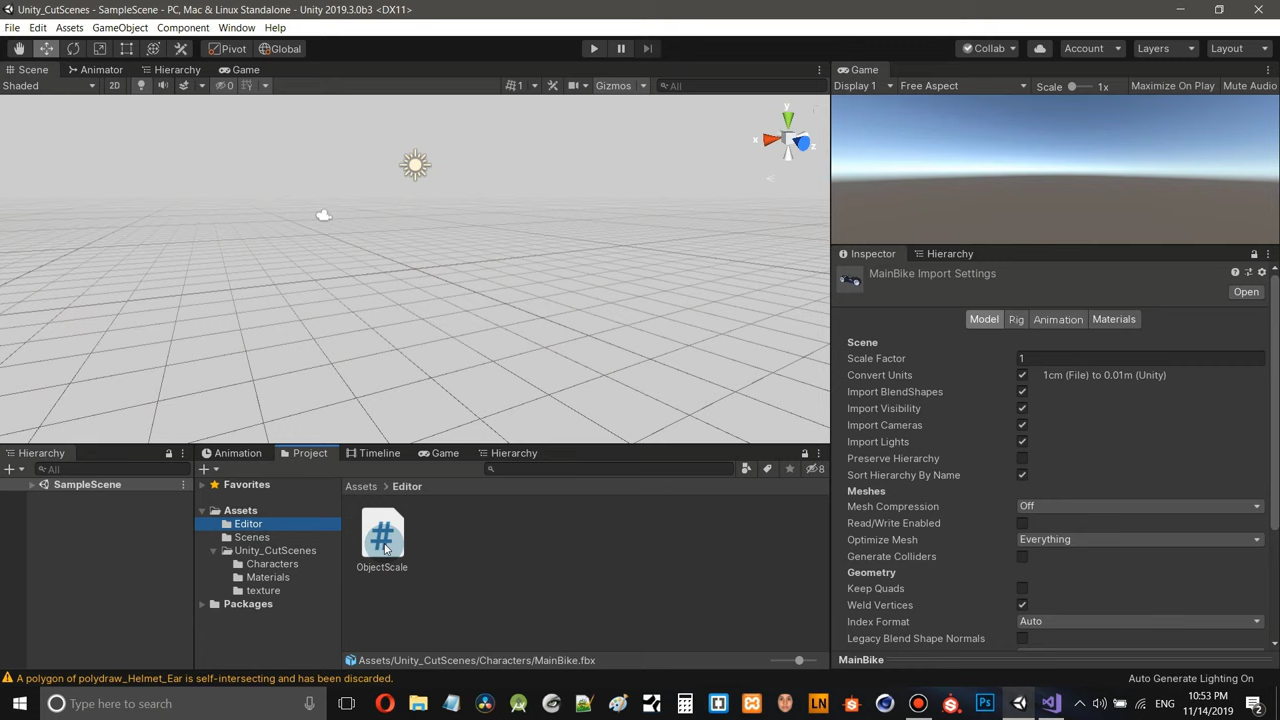 Unity_CutScenes - SampleScene - PC, Mac & Linux Standalone - Unity 2019.3.0b3 <DX11>
File Edit Assets GameObject Component Window Help
Pivot Global Collab Account Layers Layout
Scene Animator Hierarchy Game Game
Shaded 2D 0 1 Gizmos All Display 1 Free Aspect Scale 1x Maximize On Play Mute Audio
y
x z
Inspector Hierarchy
MainBike Import Settings
Open
Model Rig Animation Materials
Scene
Scale Factor 1
Convert Units 1cm (File) to 0.01m (Unity)
Import BlendShapes
Import Visibility
Import Cameras
Import Lights
Preserve Hierarchy
Sort Hierarchy By Name
Meshes
Mesh Compression Off
Read/Write Enabled
Optimize Mesh Everything
Generate Colliders
Geometry
Keep Quads
Weld Vertices
Index Format Auto
Legacy Blend Shape Normals
MainBike
Hierarchy Animation Project Timeline Game Hierarchy
All 8
SampleScene
Favorites
Assets
Editor
Scenes
Unity_CutScenes
Characters
Materials
texture
Packages
Assets > Editor
#
ObjectScale
Assets/Unity_CutScenes/Characters/MainBike.fbx
A polygon of polydraw_Helmet_Ear is self-intersecting and has been discarded. Auto Generate Lighting On
Type here to search LN Ps ENG 10:53 PM
11/14/2019 2